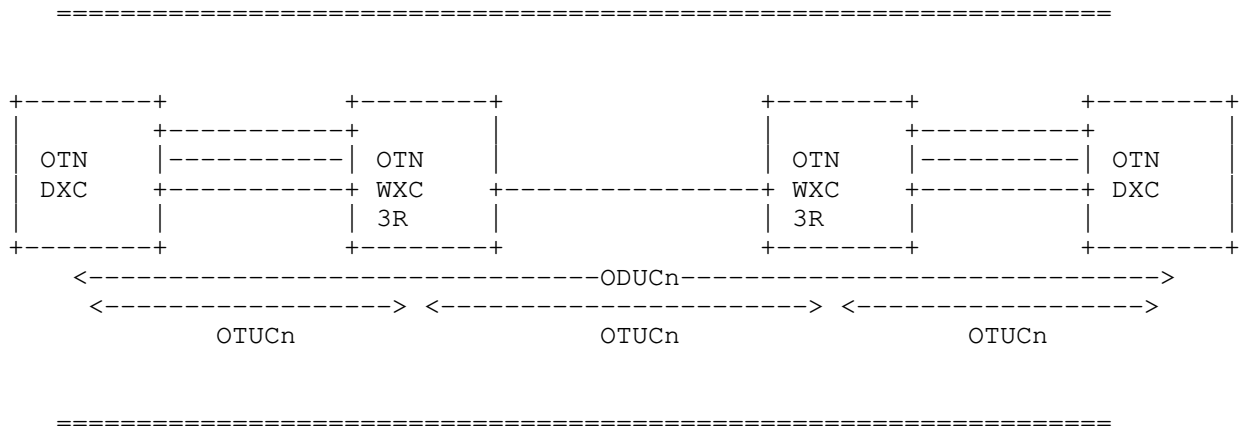 OTN OTN OTN OTN
DXC WXC WXC DXC
3R 3R
ODUCn
OTUCn OTUCn OTUCn